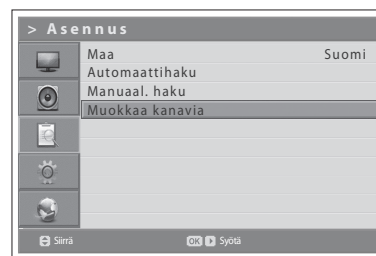 > Asennus
Maa Suomi
Automaattihaku
Manuaal. haku
Muokkaa kanavia
Siirrä OK Syötä